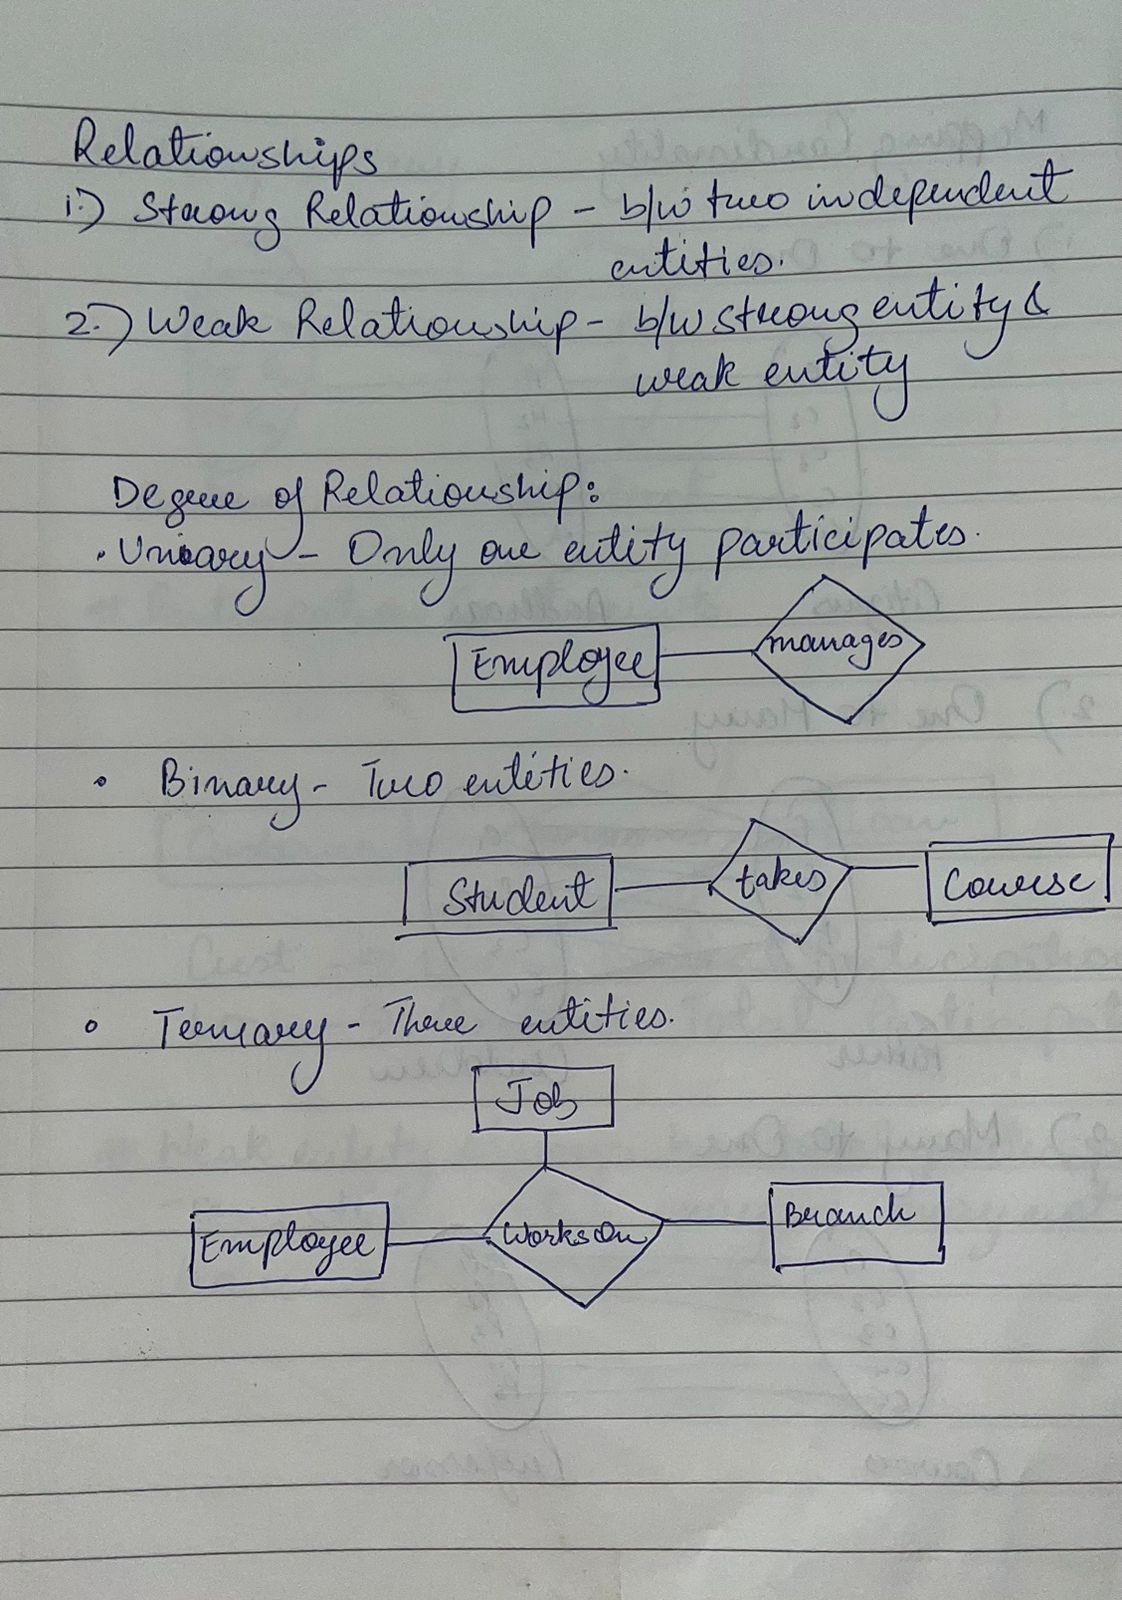 Relationships
1.) Strong Relationship - b/w two independent
entities.
2.) Weak Relationship - b/w strong entity &
weak entity
Degree of Relationship:
• Unary - Only one entity participates.
Employee manages
• Binary - Two entities.
Student takes Course
• Ternary - Three entities.
Job
Employee Works on Branch